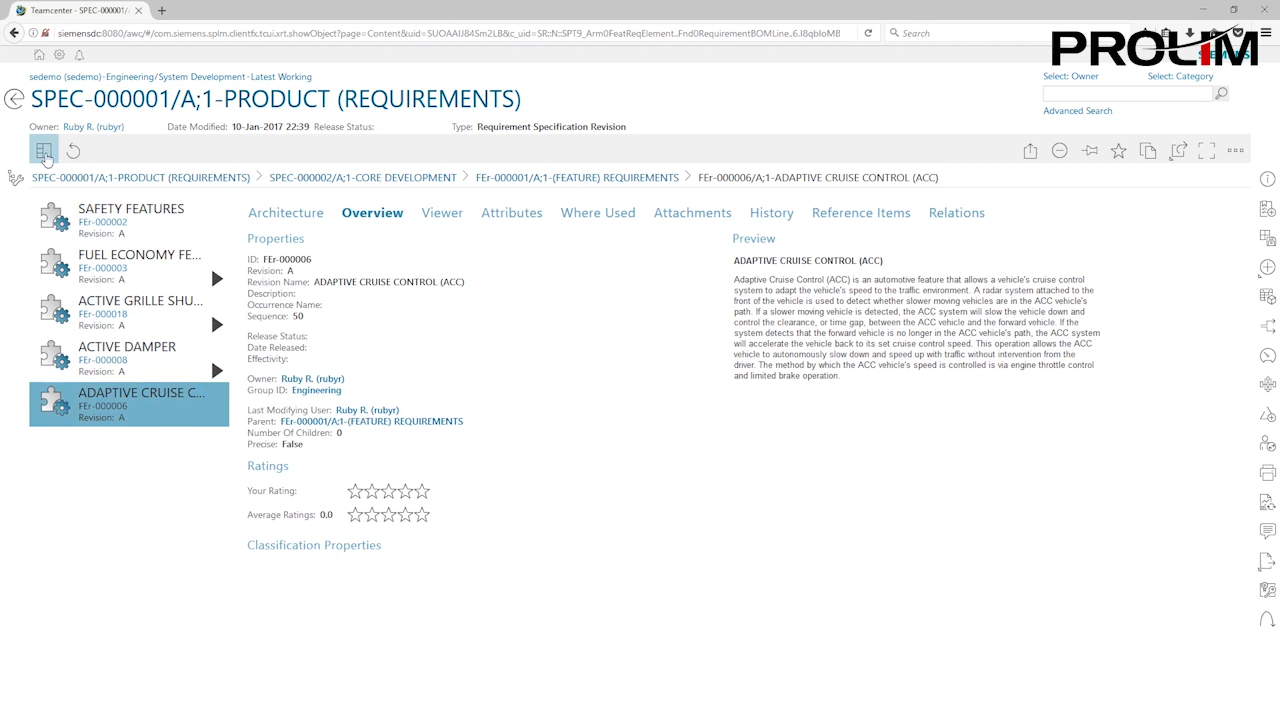 Teamcenter - SPEC-000001/
siemensdc:8080/awc/#/com.siemens.splm.clientfx.tcui.xrt.showObject?page=Content&uid=SUOAAIJ84Sm2LB&c_uid=SR::N::SPT9_Arm0FeatReqElement..Fnd0RequirementBOMLine..6.I8qbIoMB
Search
PROLIM
sedemo (sedemo) - Engineering/System Development - Latest Working
Select: Owner
Select: Category
SPEC-000001/A;1-PRODUCT (REQUIREMENTS)
Advanced Search
Owner: Ruby R. (rubyr)
Date Modified: 10-Jan-2017 22:39
Release Status:
Type: Requirement Specification Revision
SPEC-000001/A;1-PRODUCT (REQUIREMENTS)
SPEC-000002/A;1-CORE DEVELOPMENT
FEr-000001/A;1-(FEATURE) REQUIREMENTS
FEr-000006/A;1-ADAPTIVE CRUISE CONTROL (ACC)
SAFETY FEATURES
FEr-000002
Revision: A
FUEL ECONOMY FE...
FEr-000003
Revision: A
ACTIVE GRILLE SHU...
FEr-000018
Revision: A
ACTIVE DAMPER
FEr-000008
Revision: A
ADAPTIVE CRUISE C...
FEr-000006
Revision: A
Architecture
Overview
Viewer
Attributes
Where Used
Attachments
History
Reference Items
Relations
Properties
ID: FEr-000006
Revision: A
Revision Name: ADAPTIVE CRUISE CONTROL (ACC)
Description:
Occurrence Name:
Sequence: 50
Release Status:
Date Released:
Effectivity:
Owner: Ruby R. (rubyr)
Group ID: Engineering
Last Modifying User: Ruby R. (rubyr)
Parent: FEr-000001/A;1-(FEATURE) REQUIREMENTS
Number Of Children: 0
Precise: False
Ratings
Your Rating:
Average Ratings: 0.0
Classification Properties
Preview
ADAPTIVE CRUISE CONTROL (ACC)
Adaptive Cruise Control (ACC) is an automotive feature that allows a vehicle's cruise control
system to adapt the vehicle's speed to the traffic environment. A radar system attached to the
front of the vehicle is used to detect whether slower moving vehicles are in the ACC vehicle's
path. If a slower moving vehicle is detected, the ACC system will slow the vehicle down and
control the clearance, or time gap, between the ACC vehicle and the forward vehicle. If the
system detects that the forward vehicle is no longer in the ACC vehicle's path, the ACC system
will accelerate the vehicle back to its set cruise control speed. This operation allows the ACC
vehicle to autonomously slow down and speed up with traffic without intervention from the
driver. The method by which the ACC vehicle's speed is controlled is via engine throttle control
and limited brake operation.